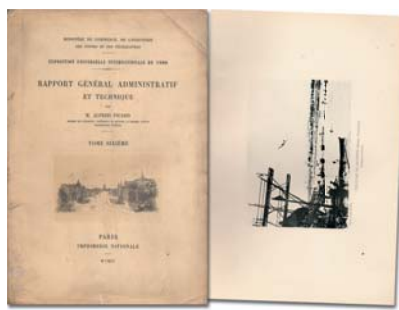 MINISTÈRE DU COMMERCE, DE L'INDUSTRIE
DES POSTES ET DES TÉLÉGRAPHES
EXPOSITION UNIVERSELLE INTERNATIONALE DE 1900
RAPPORT GÉNÉRAL ADMINISTRATIF
ET TECHNIQUE
PAR
M. ALFRED PICARD
TOME SIXIÈME
PARIS
IMPRIMERIE NATIONALE